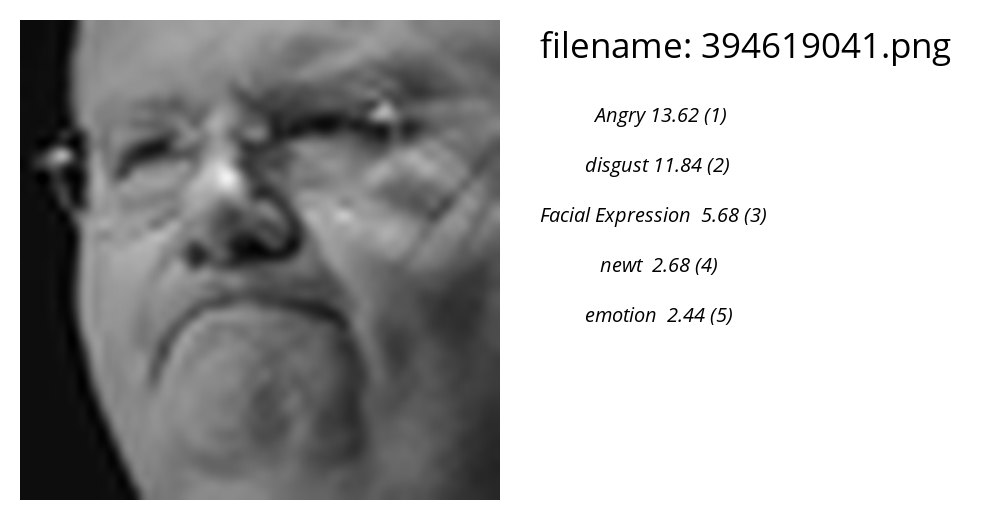 filename: 394619041.png
Angry 13.62 (1)
disgust 11.84 (2)
Facial Expression 5.68 (3)
newt 2.68 (4)
emotion 2.44 (5)